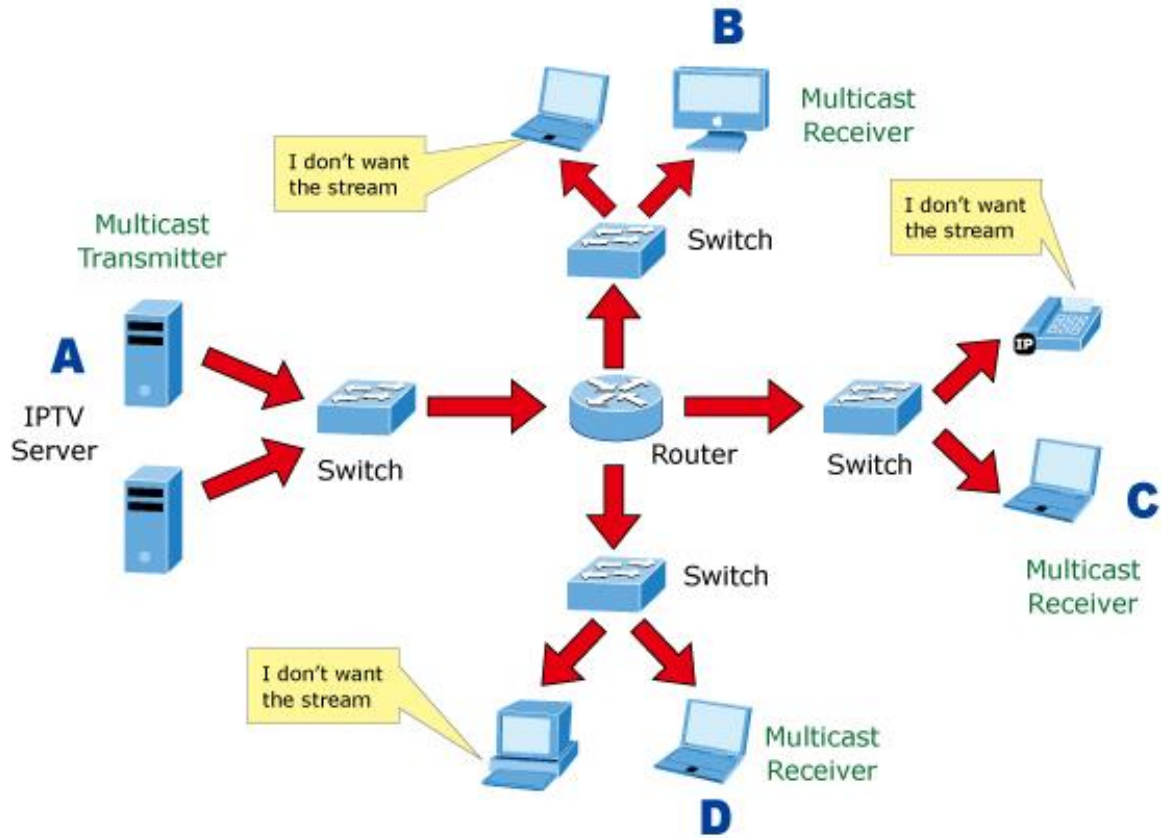 B
Multicast
Receiver
I don't want
the stream
I don't want
the stream
Switch
Multicast
Transmitter
A
IPTV
Server
Switch
Router
Switch
IP
C
Multicast
Receiver
Switch
I don't want
the stream
Multicast
Receiver
D